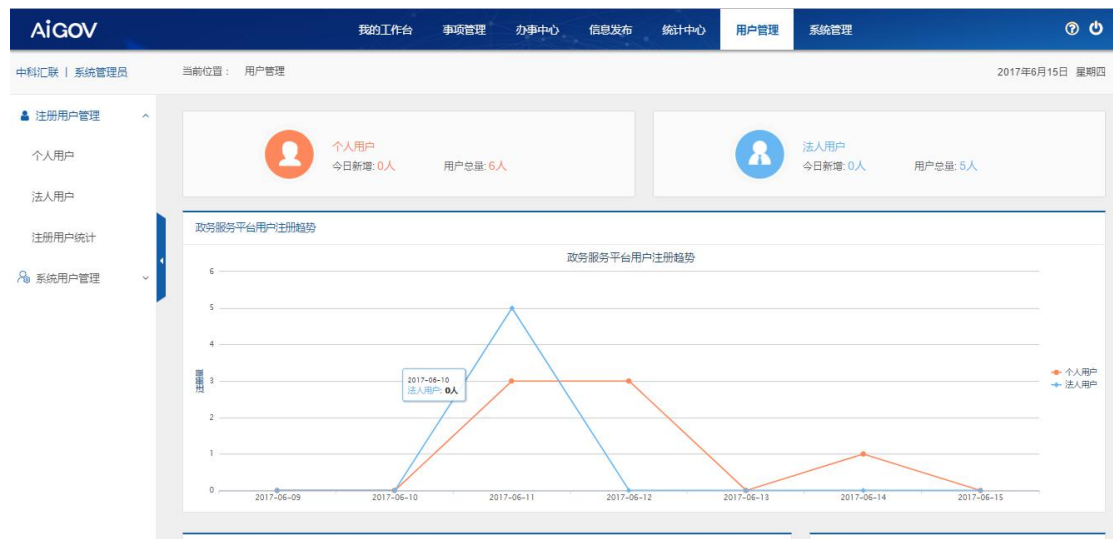 AiGOV
我的工作台 事项管理 办事中心 信息发布 统计中心 用户管理 系统管理
中科汇联 | 系统管理员
当前位置： 用户管理
2017年6月15日 星期四
注册用户管理
个人用户
法人用户
注册用户统计
系统用户管理
个人用户
今日新增: 0人 用户总量: 6人
法人用户
今日新增: 0人 用户总量: 5人
政务服务平台用户注册趋势
政务服务平台用户注册趋势
6
5
4
3
2
1
0
2017-06-10
法人用户: 0人
个人用户
法人用户
2017-06-09 2017-06-10 2017-06-11 2017-06-12 2017-06-13 2017-06-14 2017-06-15